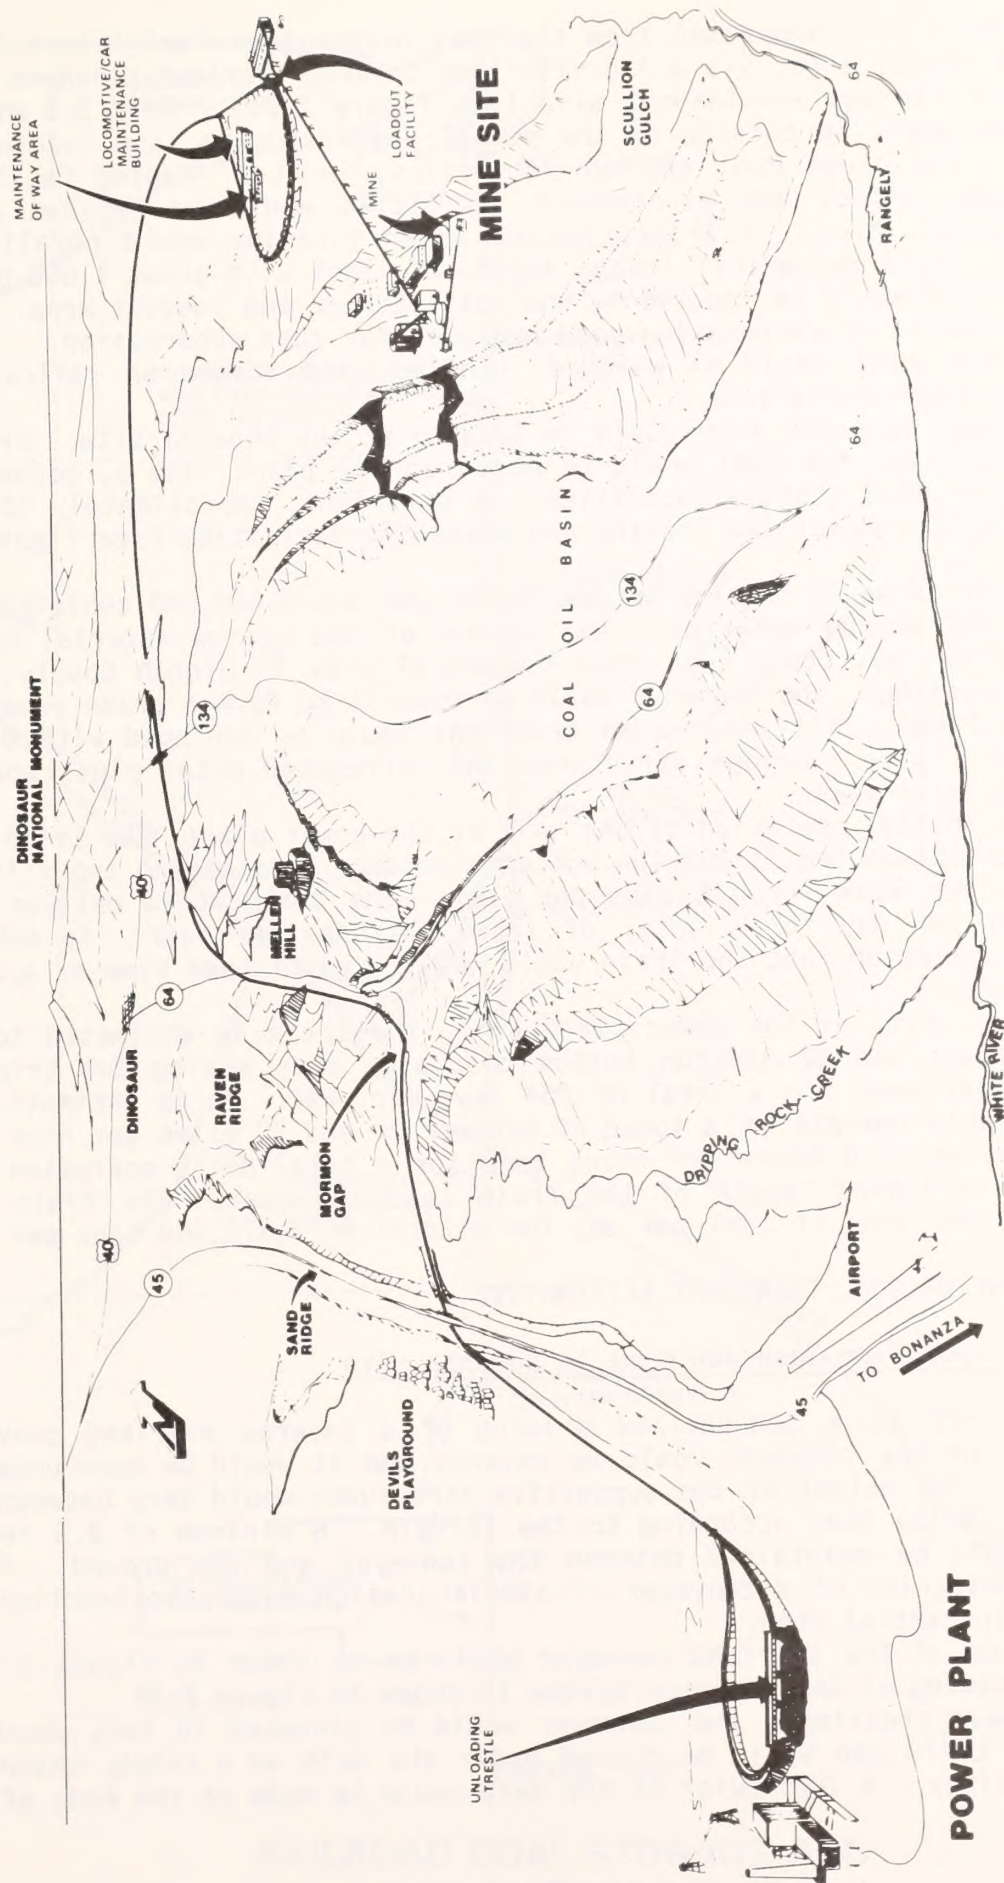 MAINTENANCE
OF WAY AREA
LOCOMOTIVE/CAR
MAINTENANCE
BUILDING
LOADOUT
FACILITY
MINE
MINE SITE
SCULLION
GULCH
64
RANGELY
DINOSAUR
NATIONAL MONUMENT
40
134
64
COAL OIL BASIN
134
64
MELLEN
HILL
64
DINOSAUR
RAVEN
RIDGE
MORMON
GAP
DRIPPING ROCK CREEK
WHITE RIVER
40
45
SAND
RIDGE
N
DEVILS
PLAYGROUND
AIRPORT
TO BONANZA
45
UNLOADING
TRESTLE
POWER PLANT